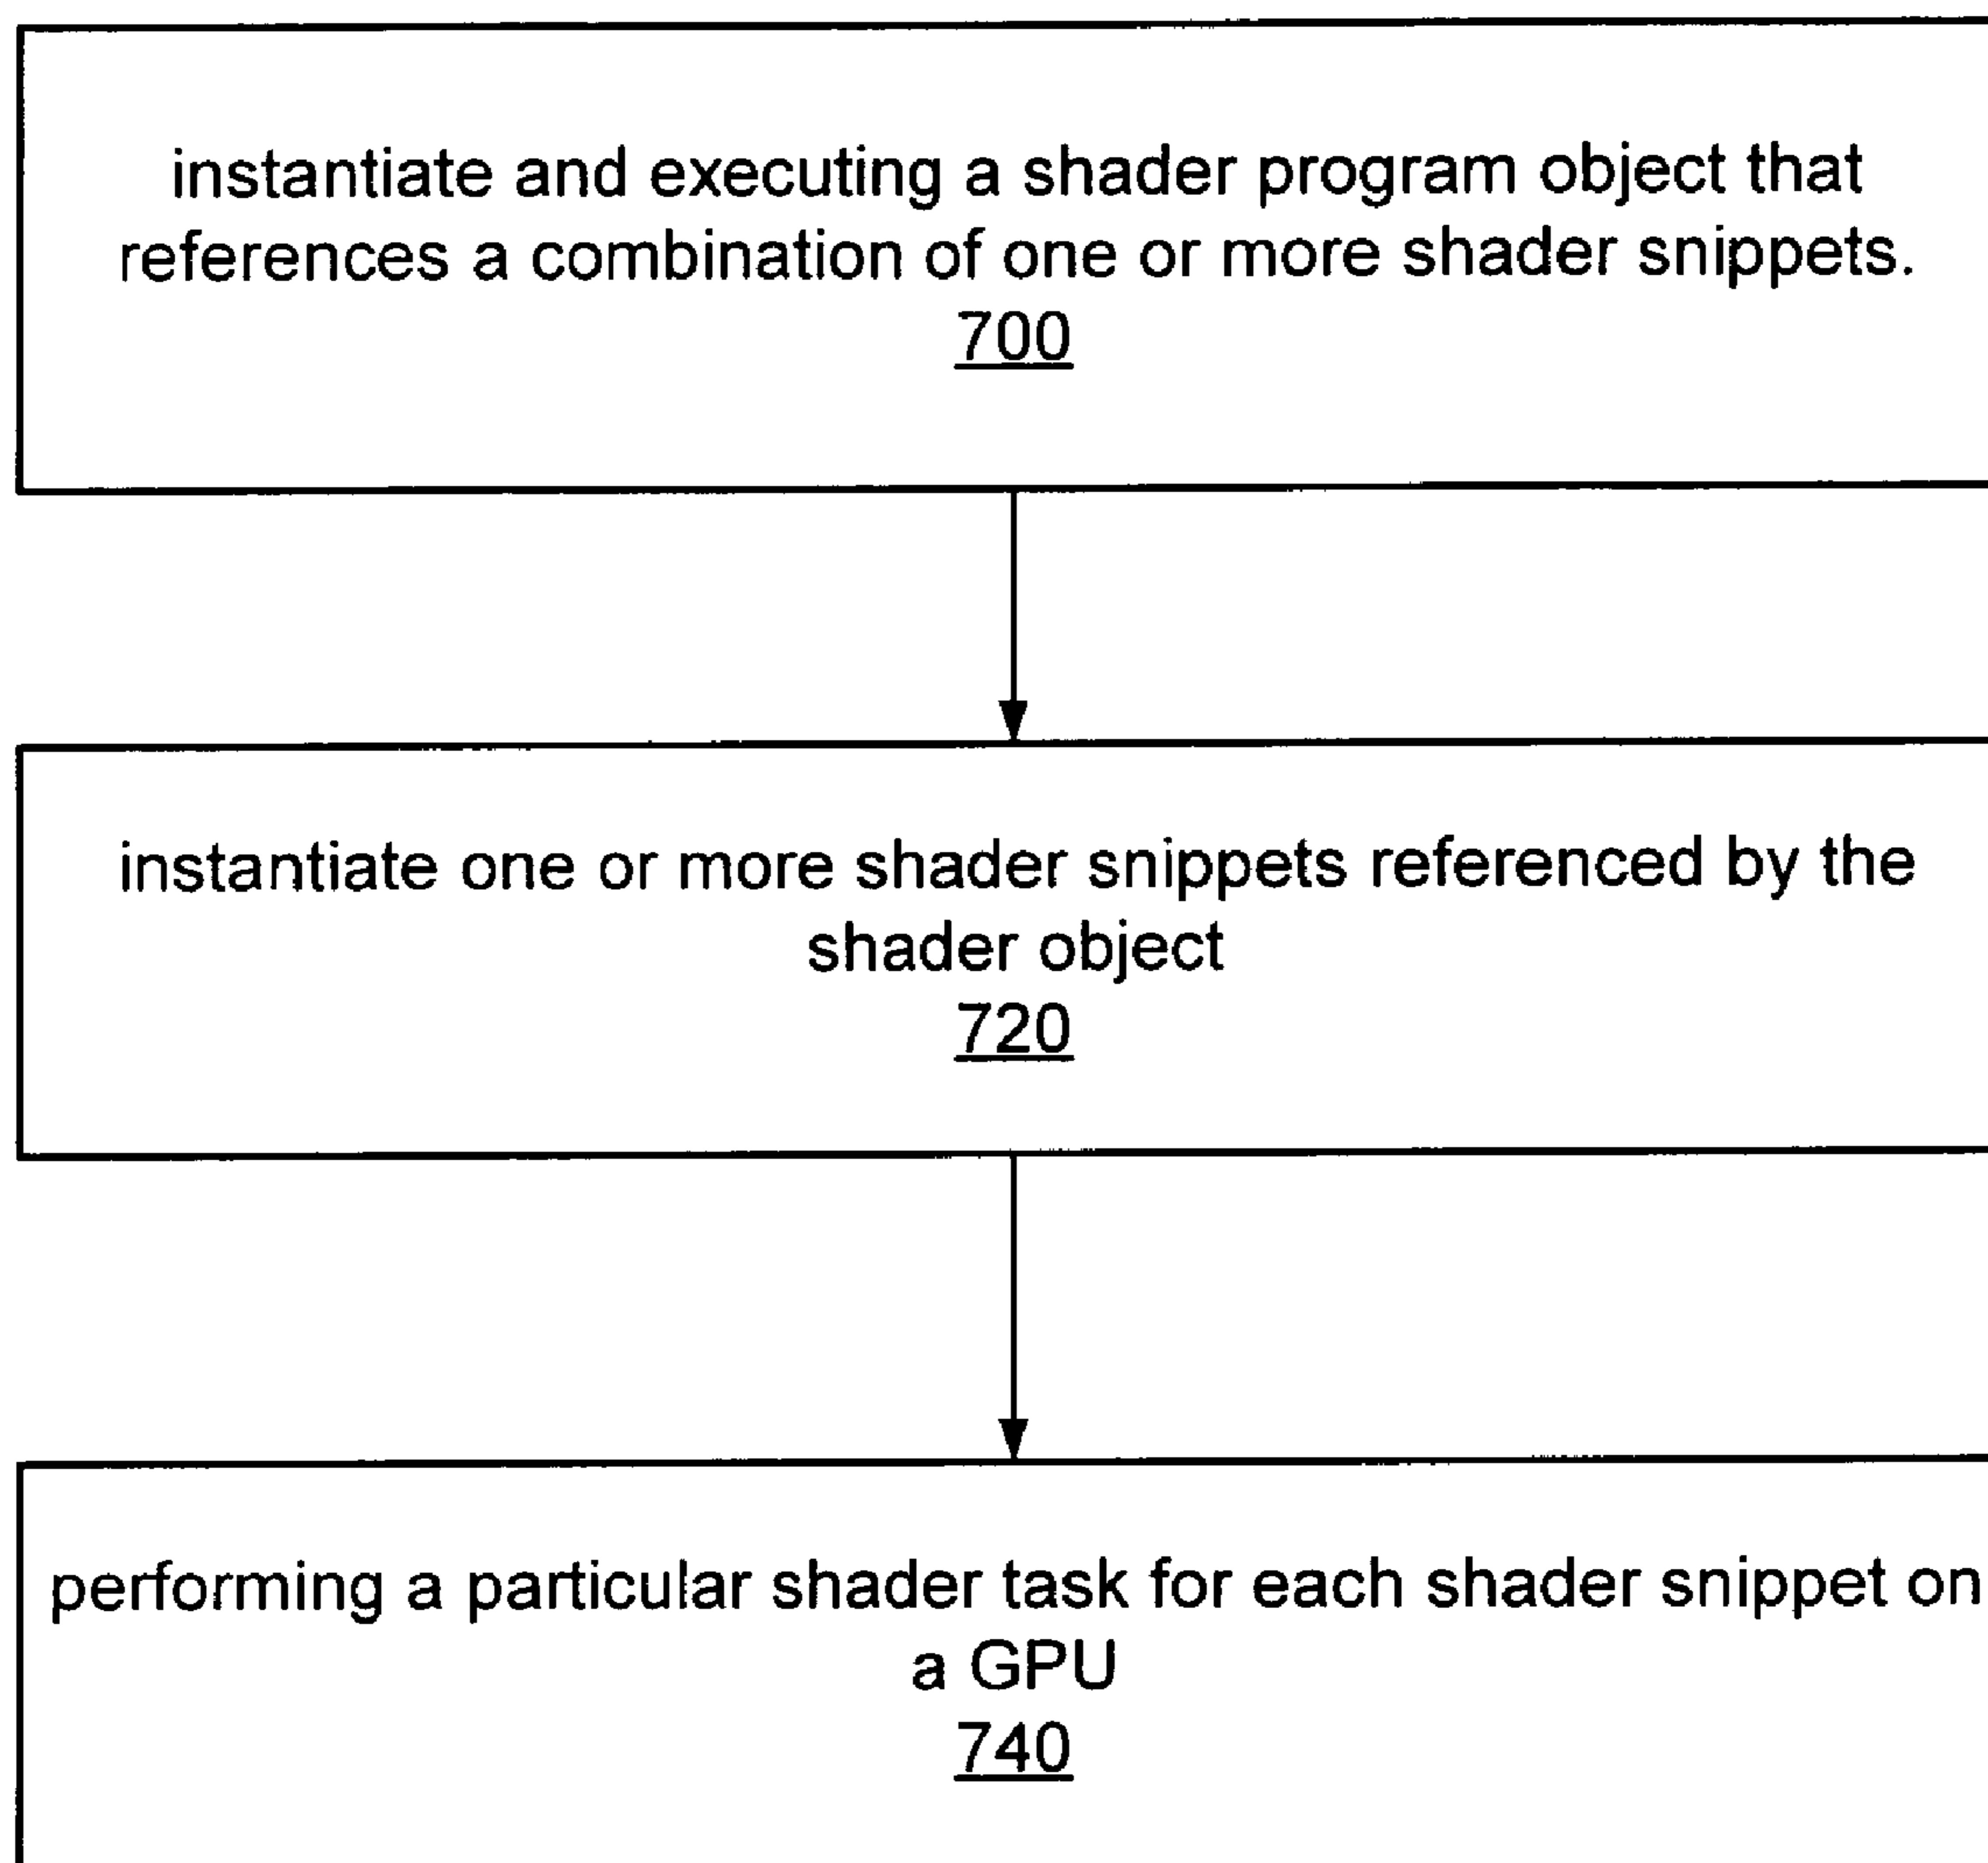 instantiate and executing a shader program object that
references a combination of one or more shader snippets.
700
instantiate one or more shader snippets referenced by the
shader object
720
performing a particular shader task for each shader snippet on
a GPU
740